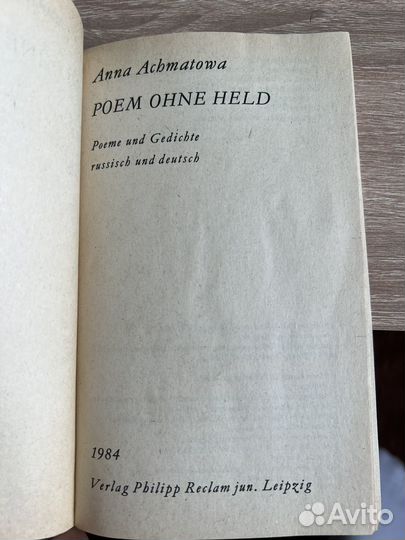 Anna Achmatowa
POEM OHNE HELD
Poeme und Gedichte
russisch und deutsch
1984
Verlag Philipp Reclam jun. Leipzig
Avito